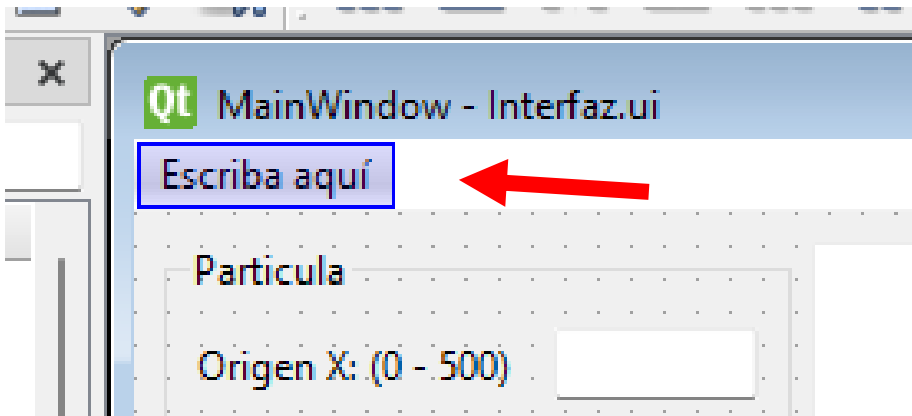 Qt MainWindow - Interfaz.ui
Escriba aquí
Particula
Origen X: (0 - 500)